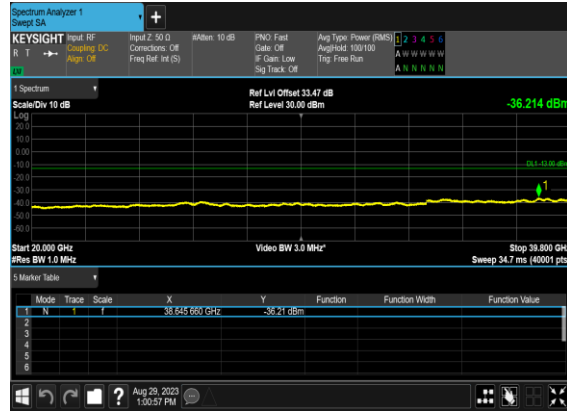 Spectrum Analyzer 1
Swept SA
+
KEYSIGHT Input: RF Input Z: 50 Ω #Atten: 10 dB PNO: Fast Avg Type: Power (RMS) 1 2 3 4 5 6
R T Coupling: DC Corrections: Off Gate: Off Avg|Hold: 100/100 A W W W W W
Align: Off Freq Ref: Int (S) IF Gain: Low Trig: Free Run
Sig Track: Off A N N N N N
1 Spectrum
Scale/Div 10 dB Ref Lvl Offset 33.47 dB
Ref Level 30.00 dBm -36.214 dBm
Log
20.0
10.0
0.00
-10.0 DL1 -13.00 dBm
-20.0
-30.0 1
-40.0
-50.0
-60.0
Start 20.000 GHz Video BW 3.0 MHz* Stop 39.800 GHz
#Res BW 1.0 MHz Sweep 34.7 ms (40001 pts
5 Marker Table
Mode Trace Scale X Y Function Function Width Function Value
1 N 1 f 38.645 660 GHz -36.21 dBm
2
3
4
5
6
? Aug 29, 2023
1:00:57 PM